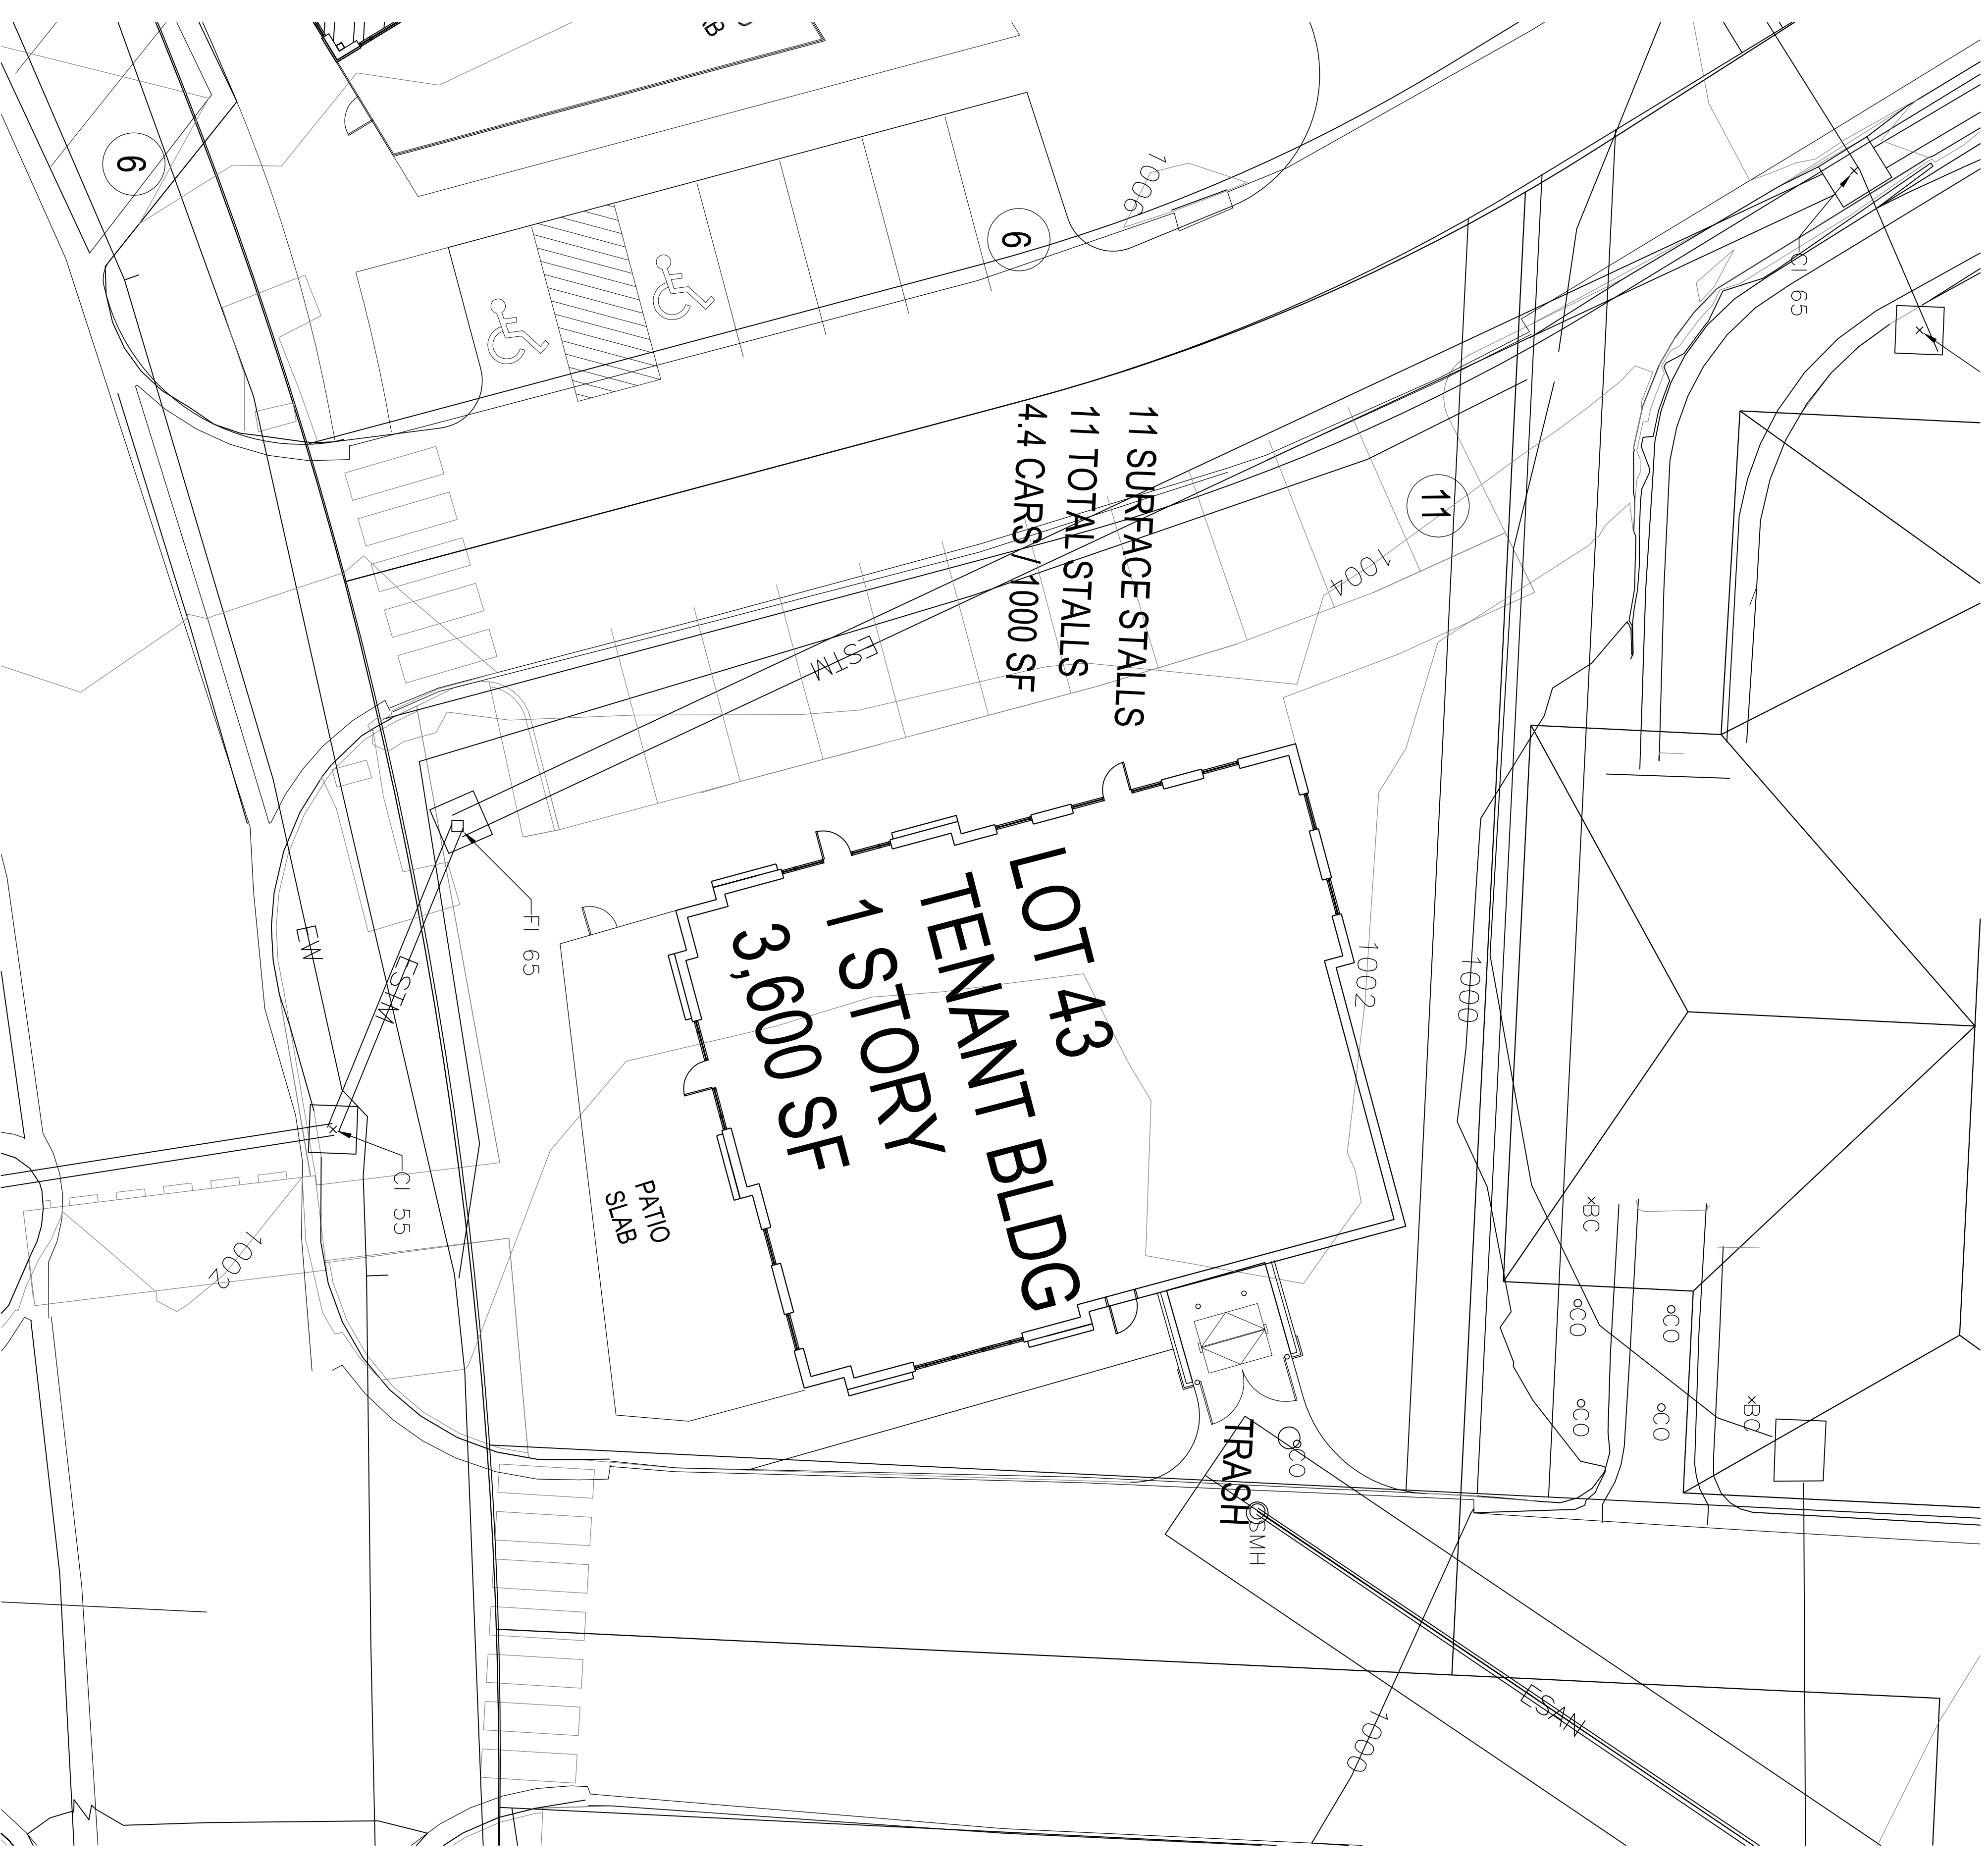 6
6
1006
CI 65
11 SURFACE STALLS
11 TOTAL STALLS
4.4 CARS / 1000 SF
11
1004
ESTM
FI 65
EW
ESTM
LOT 43
TENANT BLDG
1 STORY
3,600 SF
1002
1000
CI 55
PATIO
SLAB
1002
BC
CO
CO
CO
CO
BC
CO
TRASH
SMH
ESAN
1000